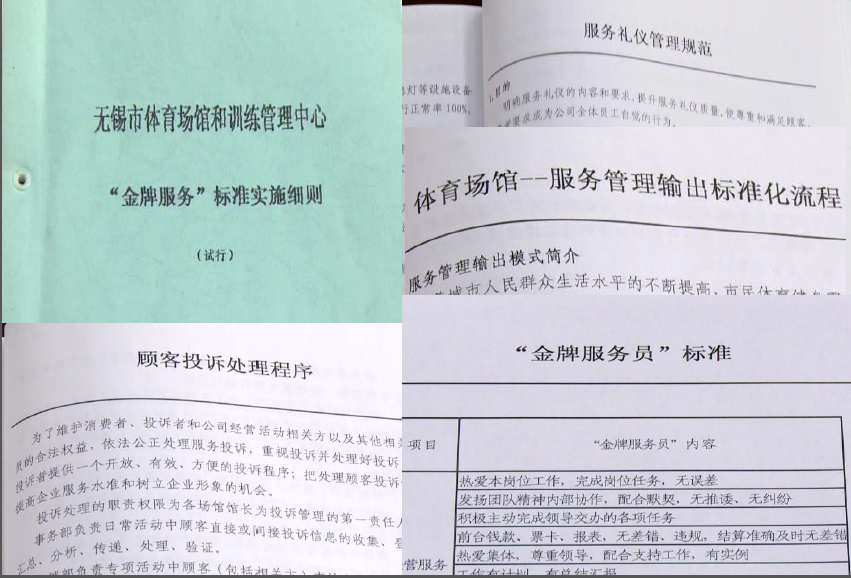 无锡市体育场馆和训练管理中心
“金牌服务”标准实施细则
（试行）
灯等设施设备
行正常率100%,
服务礼仪管理规范
1、目的
明确服务礼仪的内容和要求，提升服务礼仪质量，使尊重和满足顾客
要求成为公司全体员工自觉的行为。
体育场馆--服务管理输出标准化流程
服务管理输出模式简介
城市人民群众生活水平的不断提高，市民体育健身需
顾客投诉处理程序
为了维护消费者、投诉者和公司经营活动相关方以及其他相关
的合法权益，依法公正处理服务投诉，重视投诉并处理好投诉
投诉者提供一个开放、有效、方便的投诉程序；把处理顾客投诉
提高企业服务水准和树立企业形象的机会。
投诉处理的职责权限为各场馆馆长为投诉管理的第一责任人
事务部负责日常活动中顾客直接或间接投诉信息的收集、登
汇总、分析、传递、处理、验证。
部负责专项活动中顾客（包括相关方）
“金牌服务员”标准
项目
“金牌服务员”内容
热爱本岗位工作，完成岗位任务，无误差
发扬团队精神内部协作，配合默契，无推诿、无纠纷
积极主动完成领导交办的各项任务
前台钱款、票卡、报表，无差错、违规，结算准确及时无差错
热爱集体，尊重领导，配合支持工作，有实例
营服务
工作有计划，有总结汇报